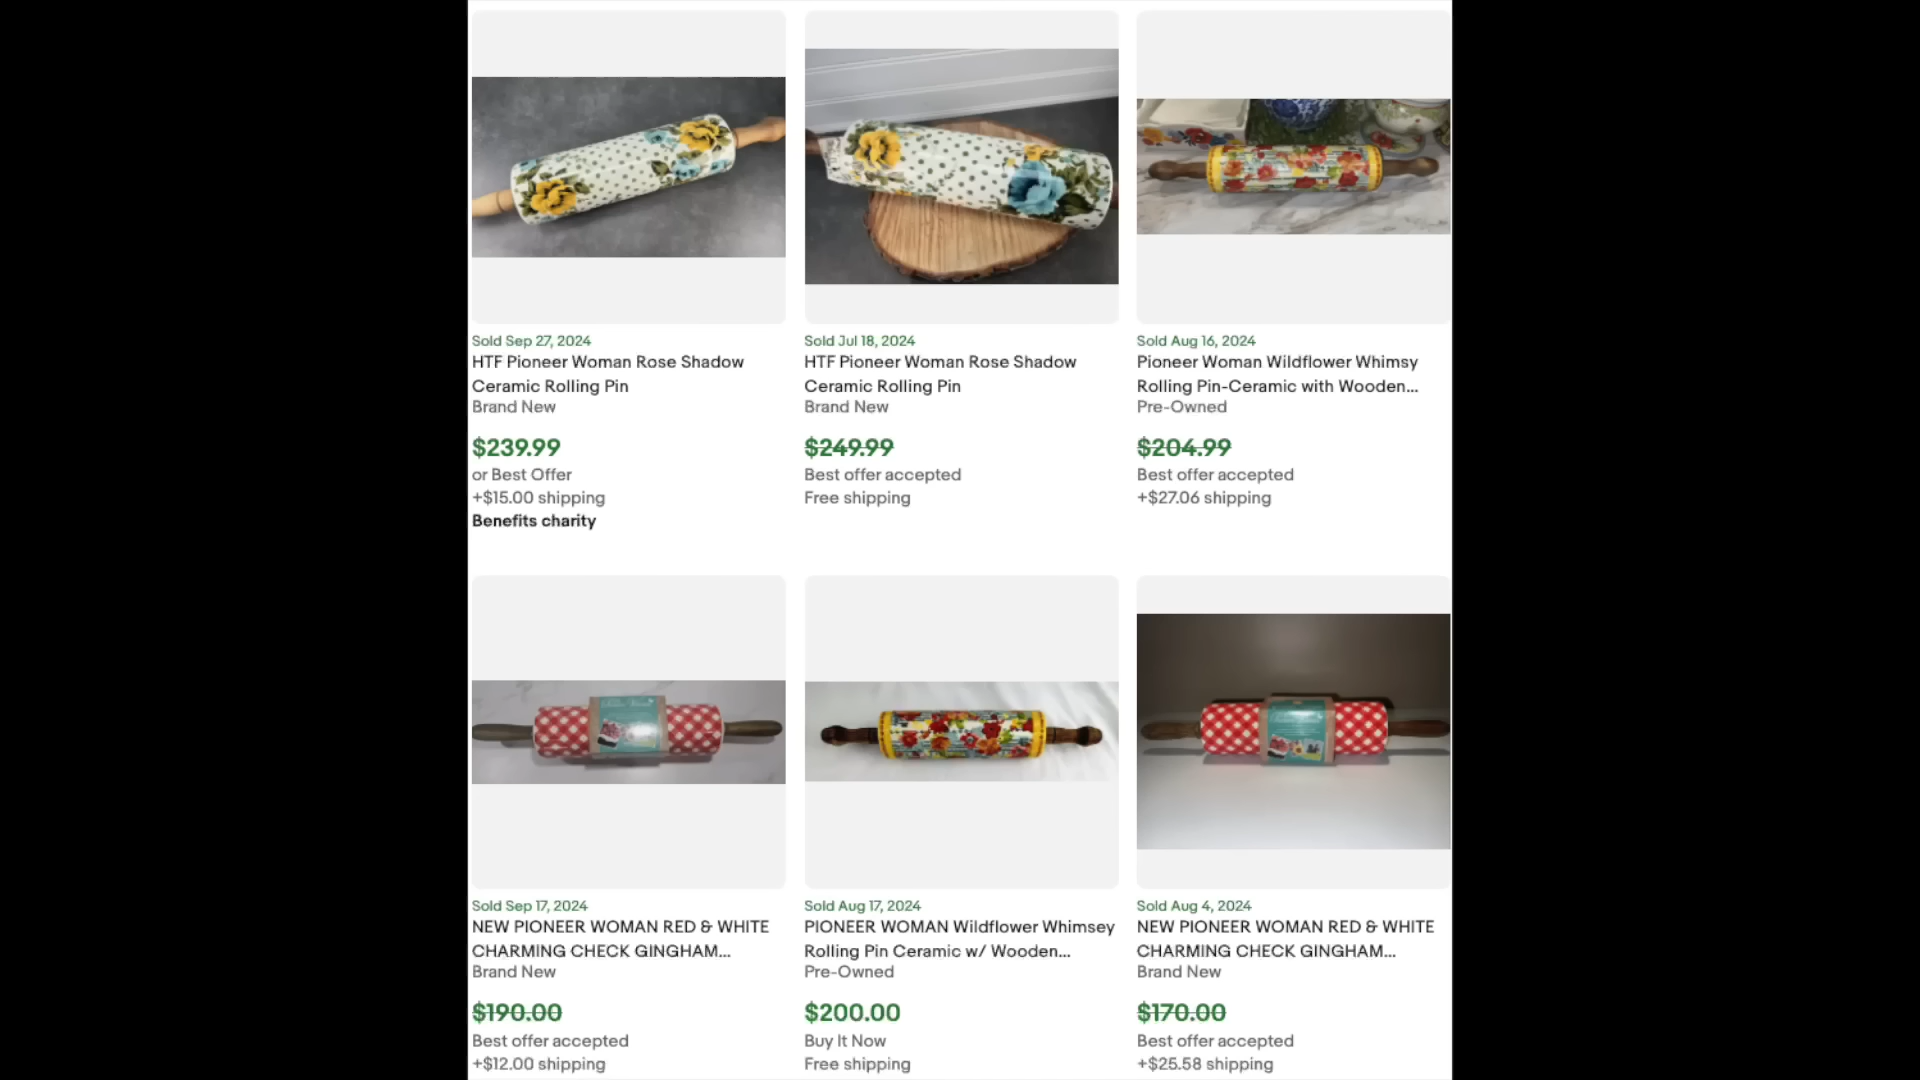 Sold Sep 27, 2024
HTF Pioneer Woman Rose Shadow
Ceramic Rolling Pin
Brand New
$239.99
or Best Offer
+$15.00 shipping
Benefits charity
Sold Jul 18, 2024
HTF Pioneer Woman Rose Shadow
Ceramic Rolling Pin
Brand New
$249.99
Best offer accepted
Free shipping
Sold Aug 16, 2024
Pioneer Woman Wildflower Whimsy
Rolling Pin-Ceramic with Wooden...
Pre-Owned
$204.99
Best offer accepted
+$27.06 shipping
Sold Sep 17, 2024
NEW PIONEER WOMAN RED & WHITE
CHARMING CHECK GINGHAM...
Brand New
$190.00
Best offer accepted
+$12.00 shipping
Sold Aug 17, 2024
PIONEER WOMAN Wildflower Whimsey
Rolling Pin Ceramic w/ Wooden...
Pre-Owned
$200.00
Buy It Now
Free shipping
Sold Aug 4, 2024
NEW PIONEER WOMAN RED & WHITE
CHARMING CHECK GINGHAM...
Brand New
$170.00
Best offer accepted
+$25.58 shipping